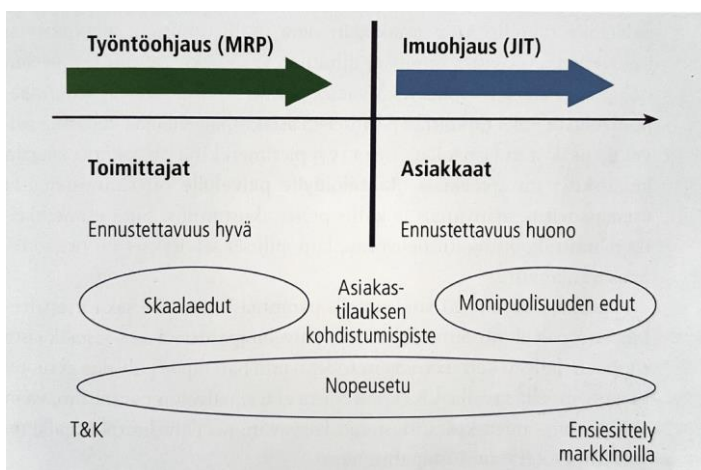 Työntöohjaus (MRP)
Imuohjaus (JIT)
Toimittajat
Asiakkaat
Ennustettavuus hyvä
Ennustettavuus huono
Skaalaedut
Asiakas-
tilauksen
kohdistumispiste
Monipuolisuuden edut
Nopeusetu
T&K
Ensiesittely
markkinoilla